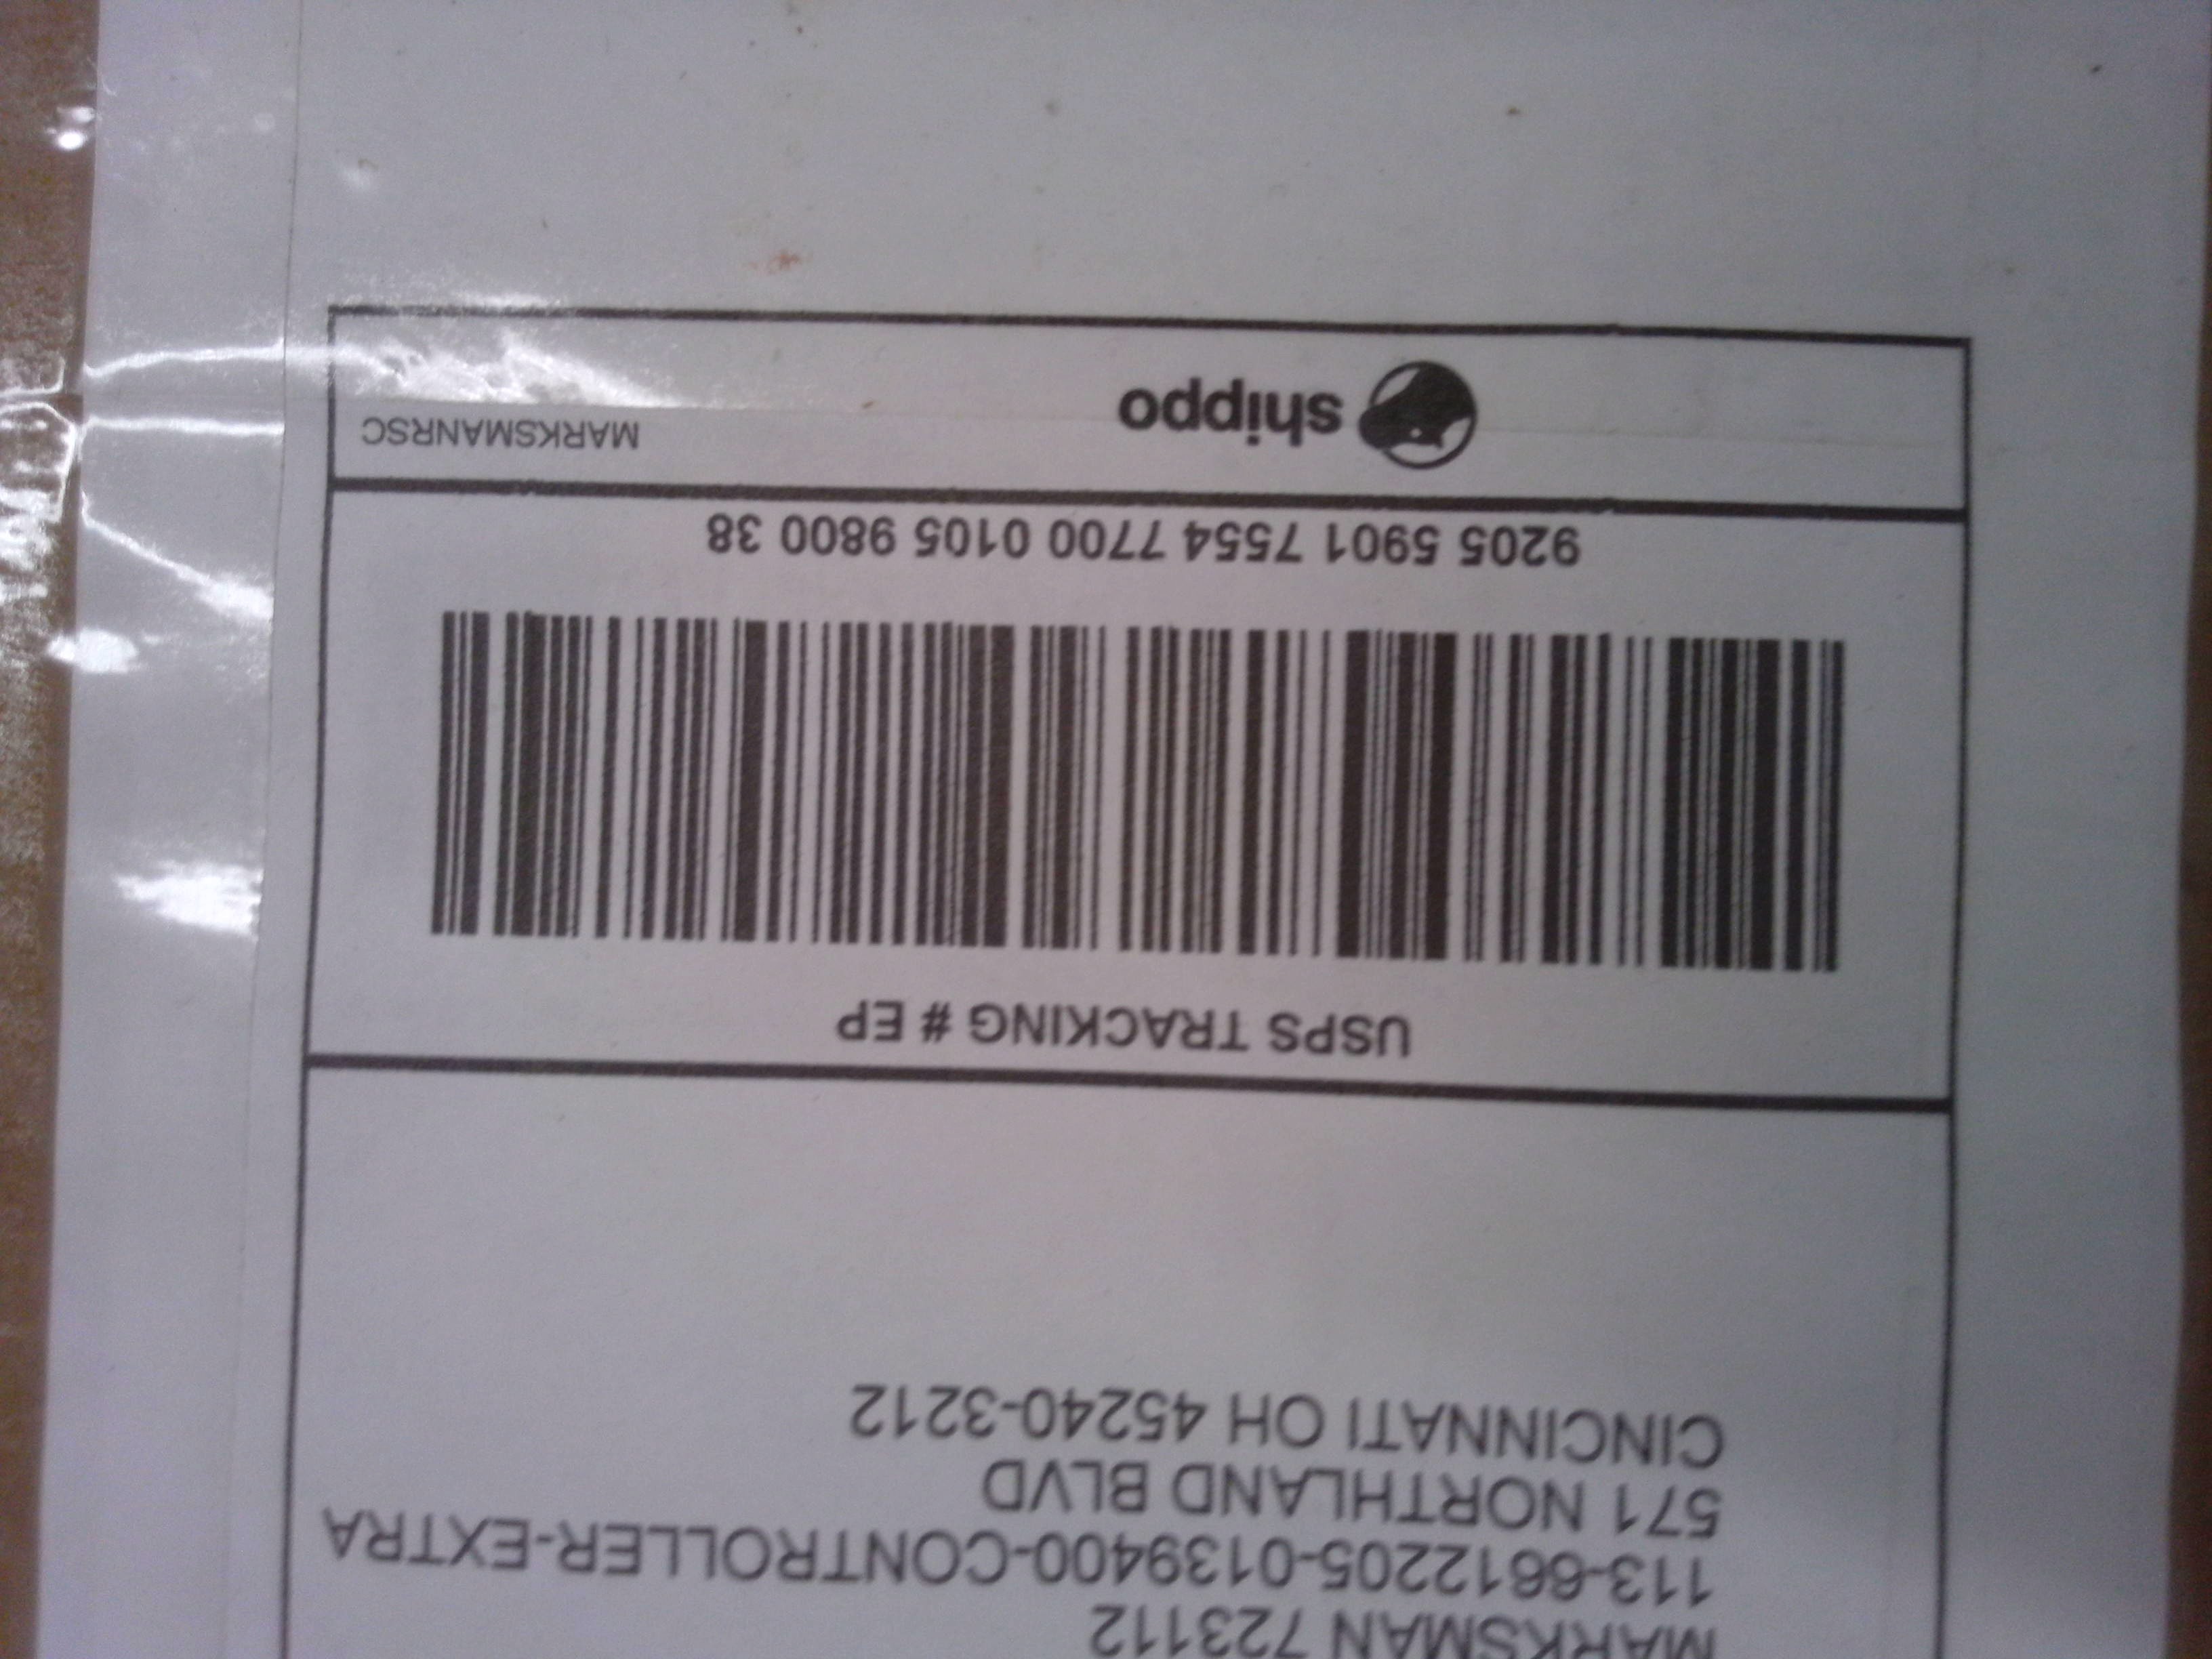 MARKSMAN 723112
113-6612205-0139400-CONTROLLER-EXTRA
571 NORTHLAND BLVD
CINCINNATI OH 45240-3212
USPS TRACKING # EP
9205 5901 7554 7700 0105 9800 38
shippo
MARKSMANRSC